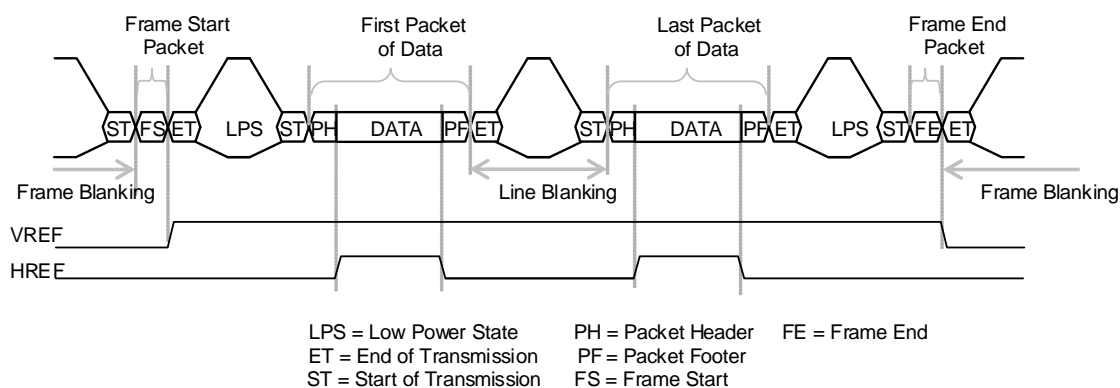 Frame Start
Packet
First Packet
of Data
Last Packet
of Data
Frame End
Packet
ST FS ET LPS ST PH DATA PF ET ST PH DATA PF ET LPS ST FE ET
Frame Blanking
Line Blanking
Frame Blanking
VREF
HREF
LPS = Low Power State
PH = Packet Header
FE = Frame End
ET = End of Transmission
PF = Packet Footer
ST = Start of Transmission
FS = Frame Start